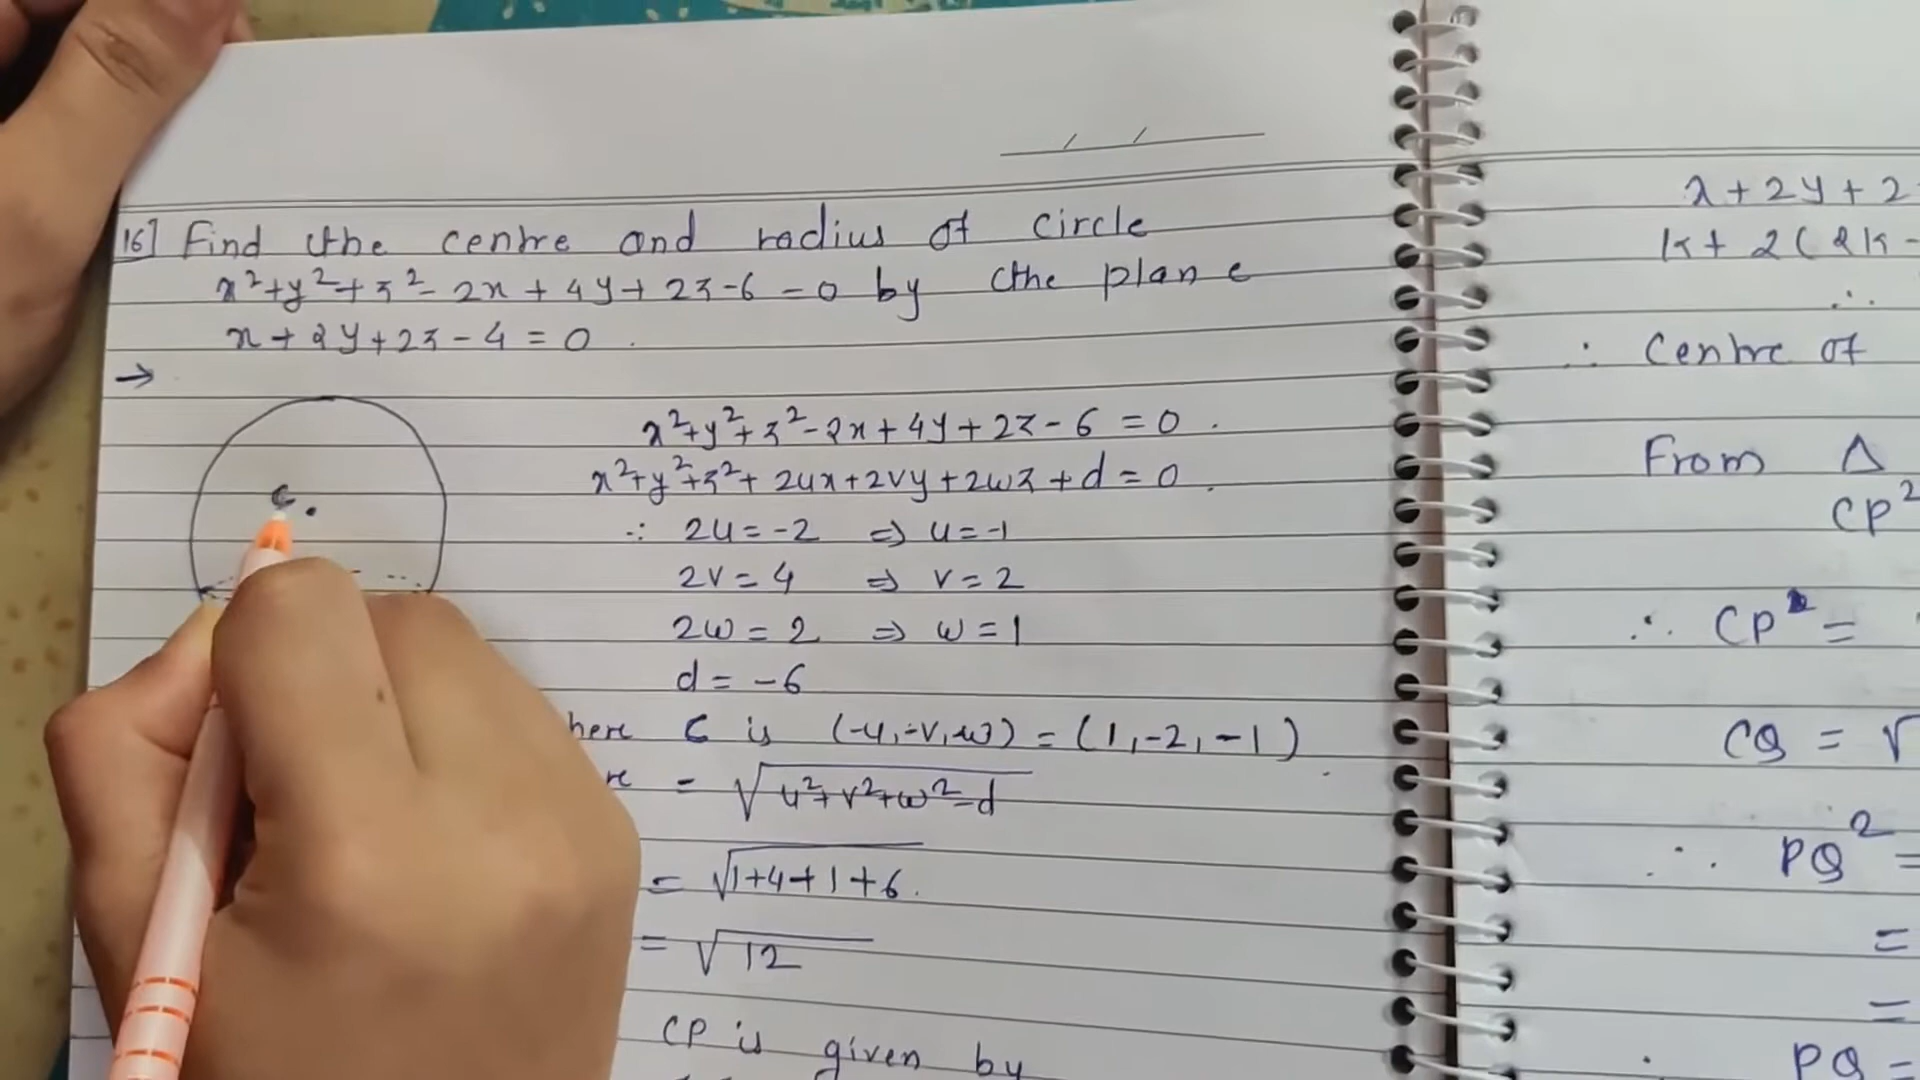 16] Find the centre and radius of circle
x²+y²+z²-2x+4y+2z-6=0 by the plane
x+2y+2z-4=0.
→
x²+y²+z²-2x+4y+2z-6=0.
x²+y²+z²+2ux+2vy+2wz+d=0.
C
∴ 2u=-2 ⇒ u=-1
2v=4 ⇒ v=2
2w=2 ⇒ w=1
d=-6
here C is (-u,-v,-w)=(1,-2,-1)
= √u²+v²+w²-d
= √1+4+1+6.
= √12
CP is given by
x+2y+2
k+2(2k-
∴
∴ Centre of
From Δ
CP²
∴ CP²=
CQ = √
∴ PQ² =
=
=
∴ PQ=